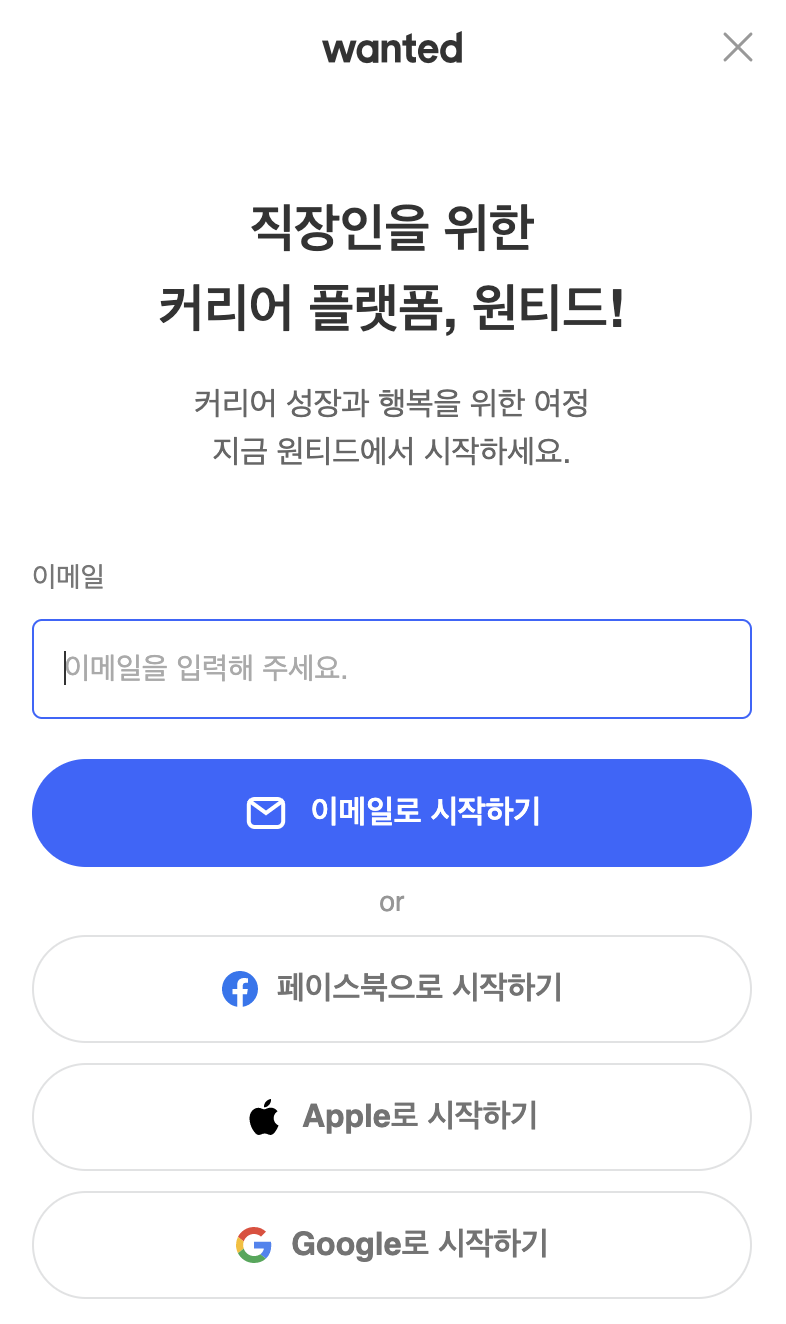 wanted
직장인을 위한
커리어 플랫폼, 원티드!
커리어 성장과 행복을 위한 여정
지금 원티드에서 시작하세요.
이메일
이메일을 입력해 주세요.
이메일로 시작하기
or
페이스북으로 시작하기
Apple로 시작하기
Google로 시작하기